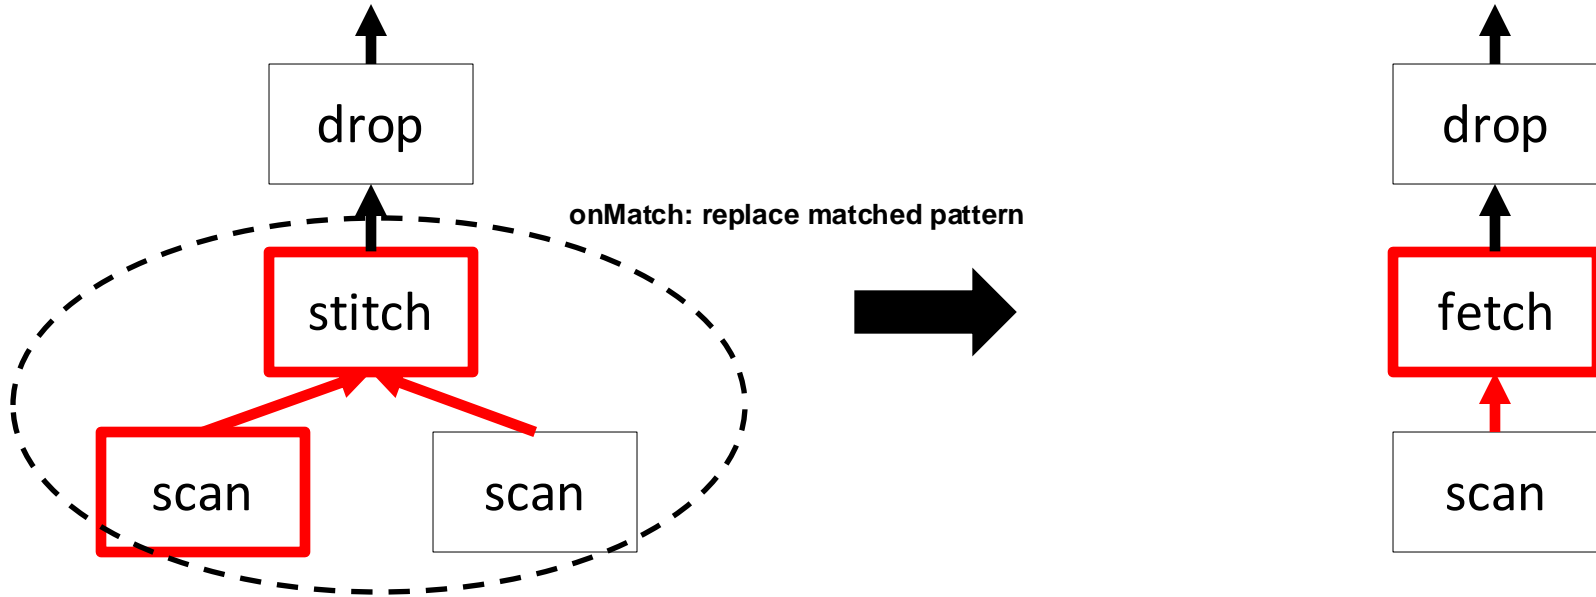 drop
onMatch: replace matched pattern
stitch
scan
scan
drop
fetch
scan